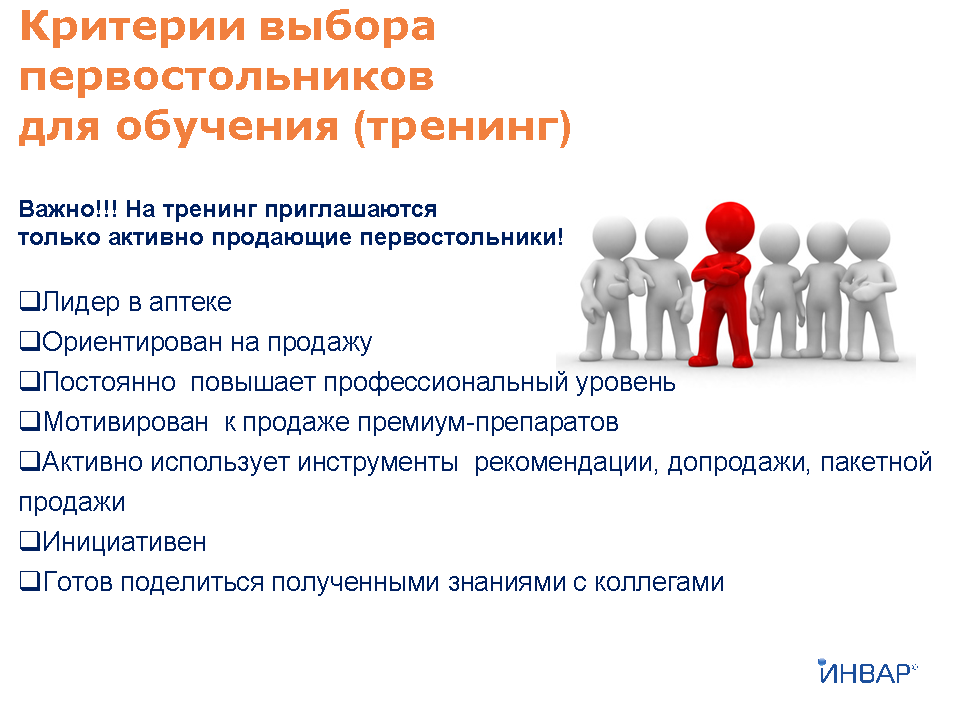 Критерии выбора
первостольников
для обучения (тренинг)
Важно!!! На тренинг приглашаются
только активно продающие первостольники!
❑Лидер в аптеке
❑Ориентирован на продажу
❑Постоянно  повышает профессиональный уровень
❑Мотивирован  к продаже премиум-препаратов
❑Активно использует инструменты  рекомендации, допродажи, пакетной
продажи
❑Инициативен
❑Готов поделиться полученными знаниями с коллегами
ИНВАР®